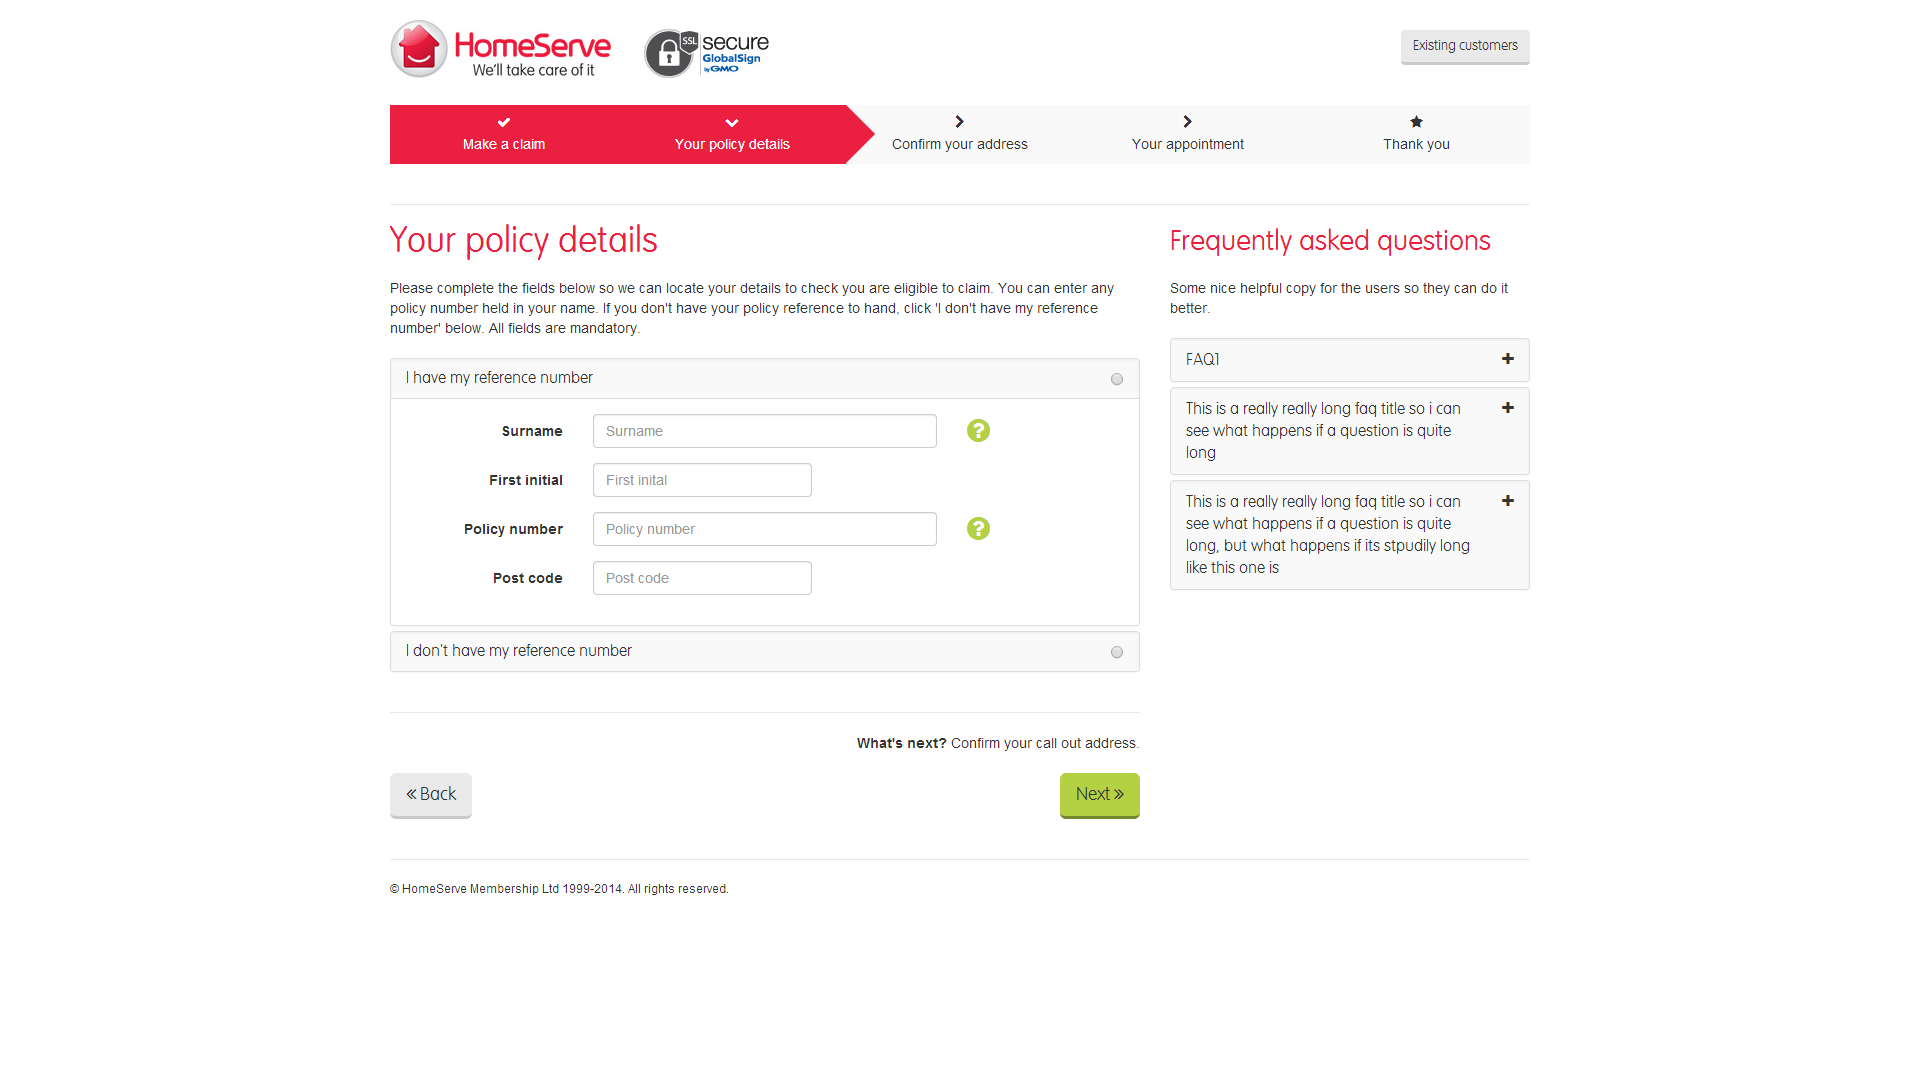 HomeServe
We'll take care of it
SSL
secure
GlobalSign
by GMO
Existing customers
Make a claim
Your policy details
Confirm your address
Your appointment
Thank you
Your policy details
Please complete the fields below so we can locate your details to check you are eligible to claim. You can enter any
policy number held in your name. If you don't have your policy reference to hand, click 'I don't have my reference
number' below. All fields are mandatory.
I have my reference number
Surname
Surname
?
First initial
First inital
Policy number
Policy number
?
Post code
Post code
I don't have my reference number
What's next? Confirm your call out address.
« Back
Next »
Frequently asked questions
Some nice helpful copy for the users so they can do it
better.
FAQ1
This is a really really long faq title so i can
see what happens if a question is quite
long
This is a really really long faq title so i can
see what happens if a question is quite
long, but what happens if its stpudily long
like this one is
© HomeServe Membership Ltd 1999-2014. All rights reserved.